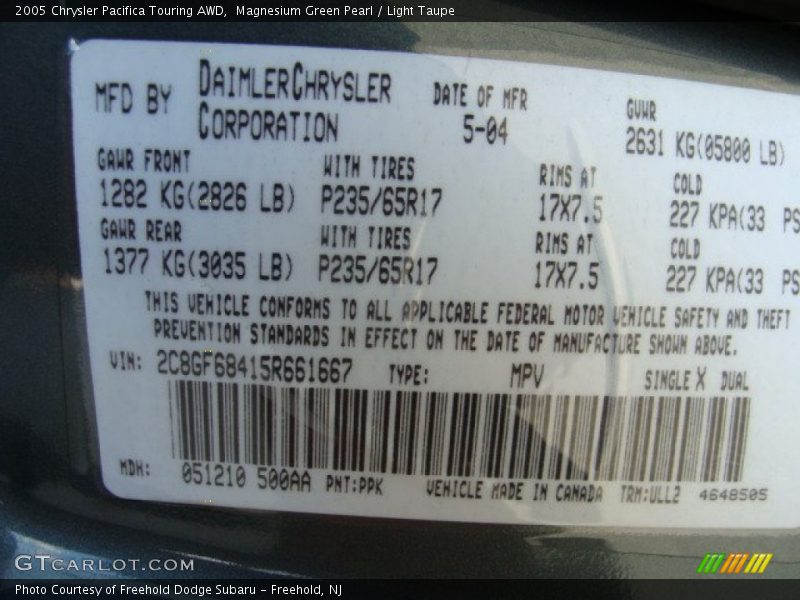 2005 Chrysler Pacifica Touring AWD,  Magnesium Green Pearl / Light Taupe
MFD BY DAIMLERCHRYSLER CORPORATION DATE OF MFR 5-04 GVWR 2631 KG(05800 LB)
GAWR FRONT WITH TIRES RIMS AT COLD
1282 KG(2826 LB) P235/65R17 17X7.5 227 KPA(33 PS
GAWR REAR WITH TIRES RIMS AT COLD
1377 KG(3035 LB) P235/65R17 17X7.5 227 KPA(33 PS
THIS VEHICLE CONFORMS TO ALL APPLICABLE FEDERAL MOTOR VEHICLE SAFETY AND THEFT
PREVENTION STANDARDS IN EFFECT ON THE DATE OF MANUFACTURE SHOWN ABOVE.
VIN: 2C8GF68415R661667 TYPE: MPV SINGLE X DUAL
MDH: 051210 500AA PNT:PPK VEHICLE MADE IN CANADA TRM:ULL2 4648505
GTCARLOT.COM
Photo Courtesy of Freehold Dodge Subaru - Freehold, NJ